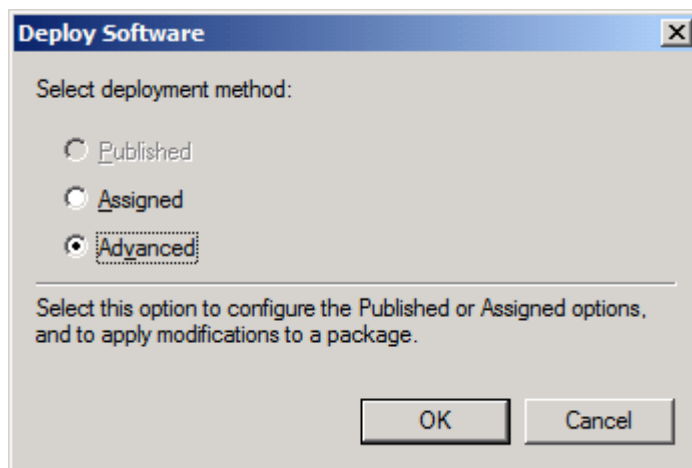 Deploy Software
Select deployment method:
Published
Assigned
Advanced
Select this option to configure the Published or Assigned options,
and to apply modifications to a package.
OK Cancel